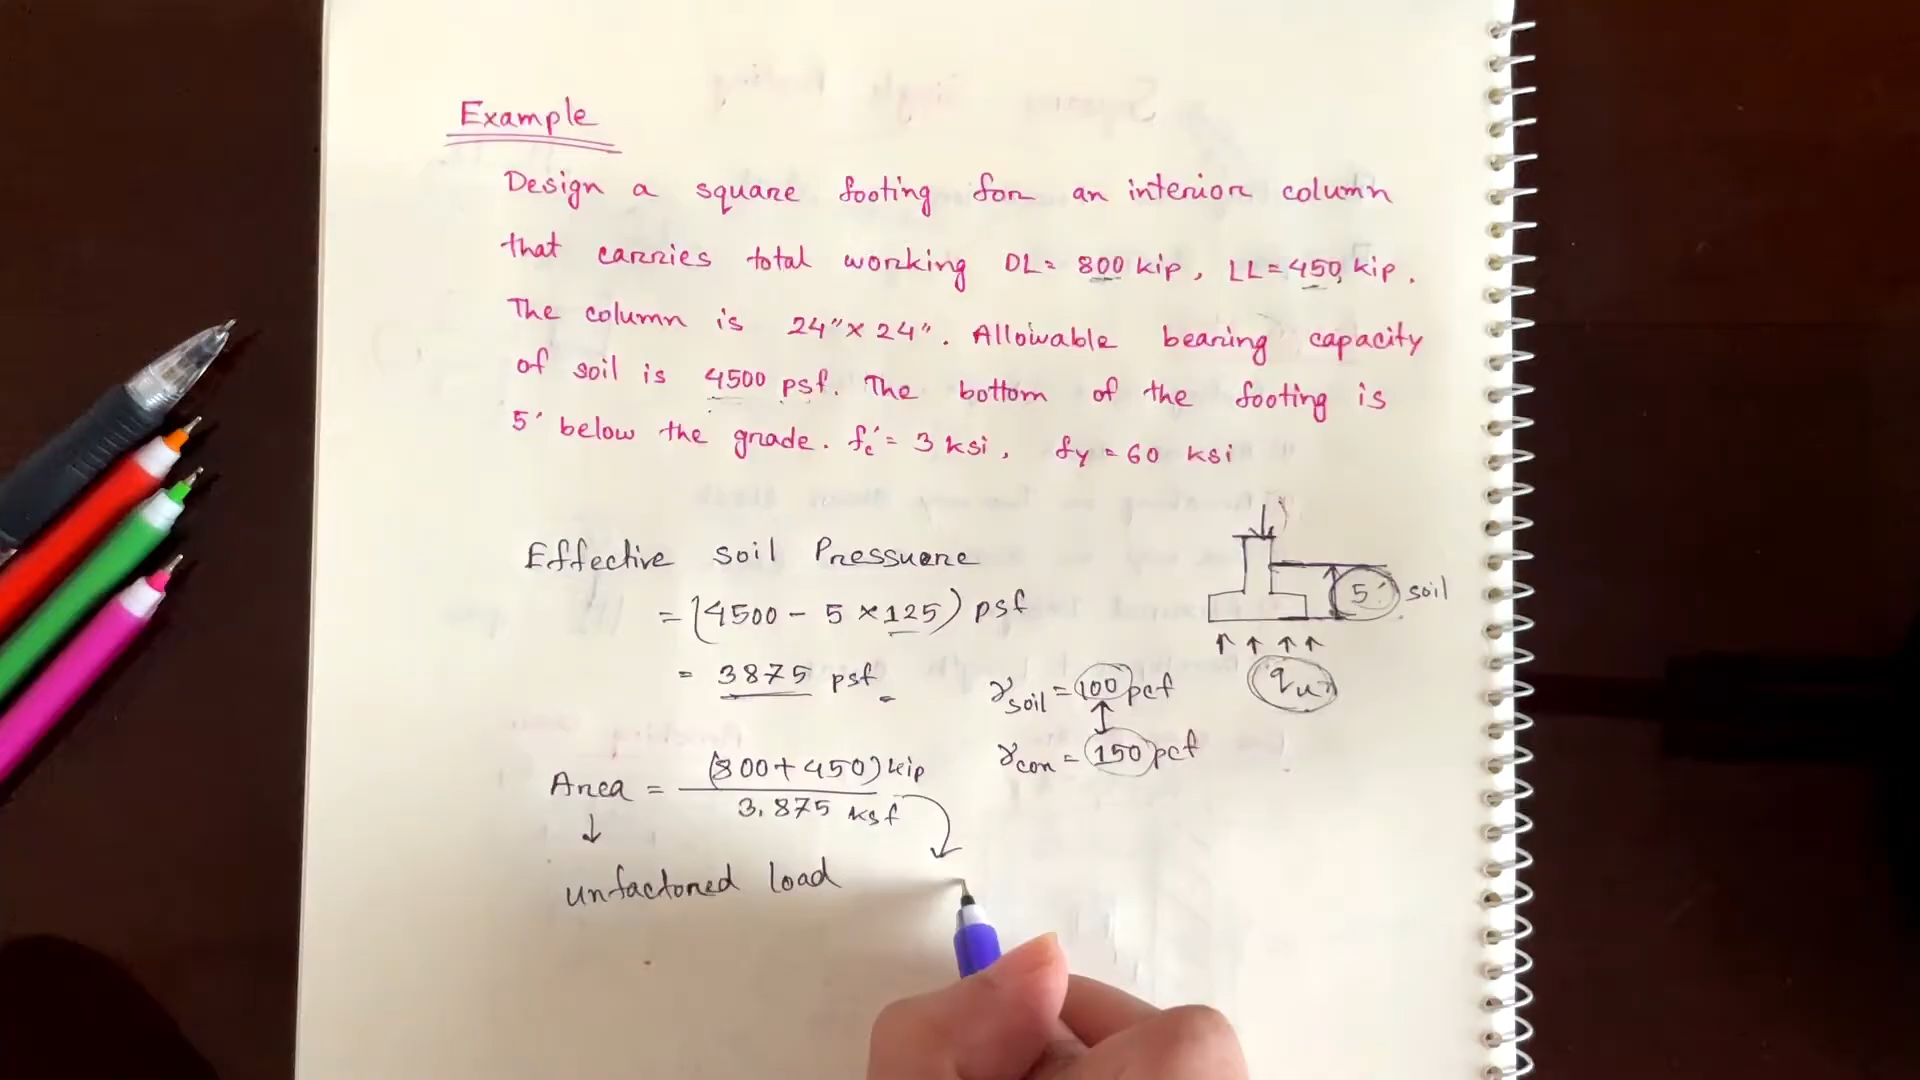 Example
Design a square footing for an interior column
that carries total working DL= 800 kip, LL=450 kip.
The column is 24"x 24". Allowable bearing capacity
of soil is 4500 psf. The bottom of the footing is
5' below the grade. fc' = 3 ksi, fy = 60 ksi
Effective soil Pressure
= (4500 - 5 × 125) psf
= 3875 psf
5' soil
γsoil = 100 pcf
γcon = 150 pcf
Area = (800+450) kip
3.875 ksf
unfactored load